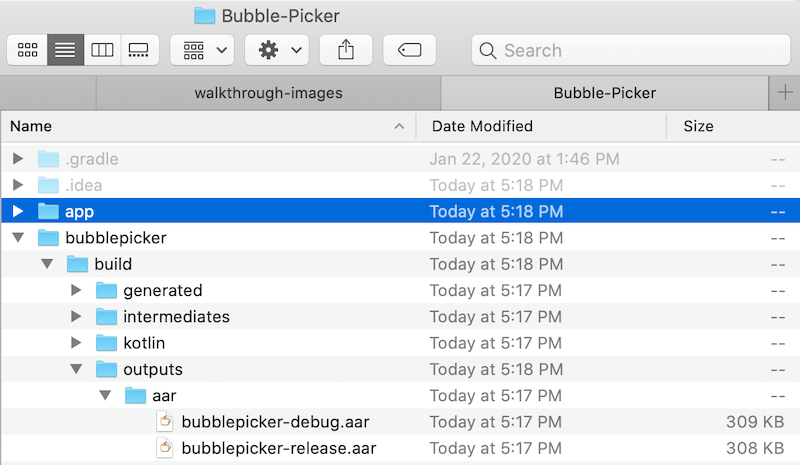 Bubble-Picker
Search
walkthrough-images Bubble-Picker
Name Date Modified Size
.gradle Jan 22, 2020 at 1:46 PM --
.idea Today at 5:18 PM --
app Today at 5:18 PM --
bubblepicker Today at 5:18 PM --
build Today at 5:18 PM --
generated Today at 5:17 PM --
intermediates Today at 5:17 PM --
kotlin Today at 5:17 PM --
outputs Today at 5:18 PM --
aar Today at 5:17 PM --
bubblepicker-debug.aar Today at 5:17 PM 309 KB
bubblepicker-release.aar Today at 5:17 PM 308 KB